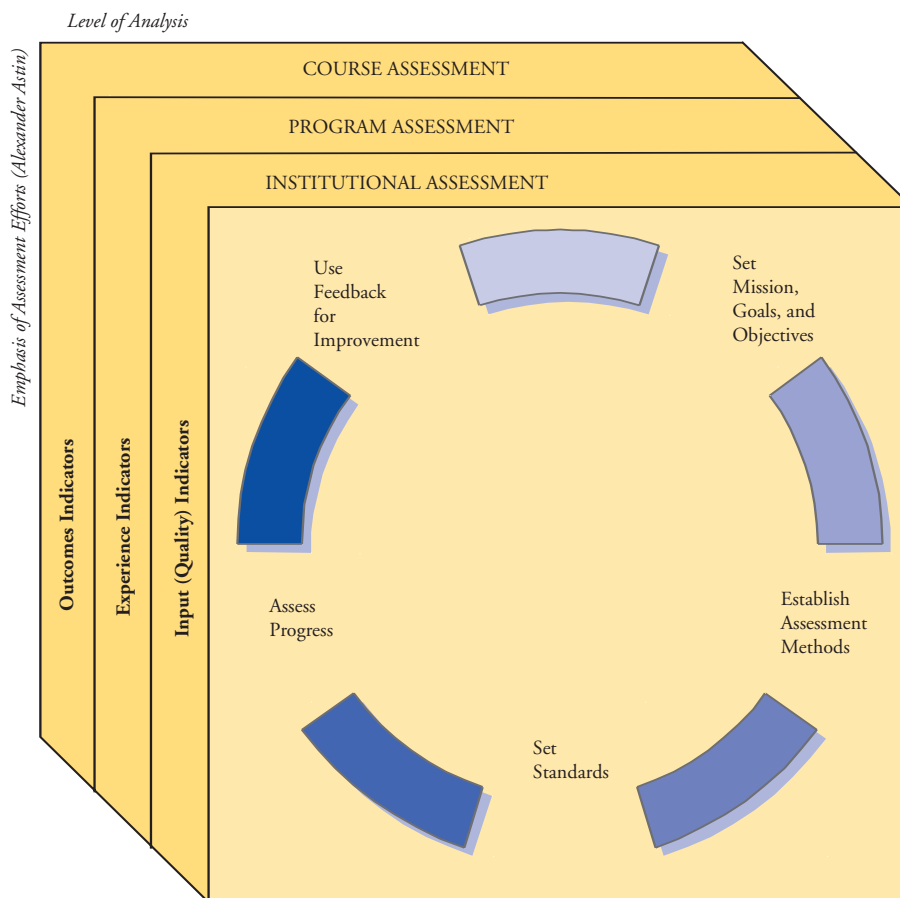 Level of Analysis
Emphasis of Assessment Efforts (Alexander Astin)
COURSE ASSESSMENT
PROGRAM ASSESSMENT
INSTITUTIONAL ASSESSMENT
Outcomes Indicators
Experience Indicators
Input (Quality) Indicators
Use
Feedback
for
Improvement
Set
Mission,
Goals, and
Objectives
Establish
Assessment
Methods
Set
Standards
Assess
Progress